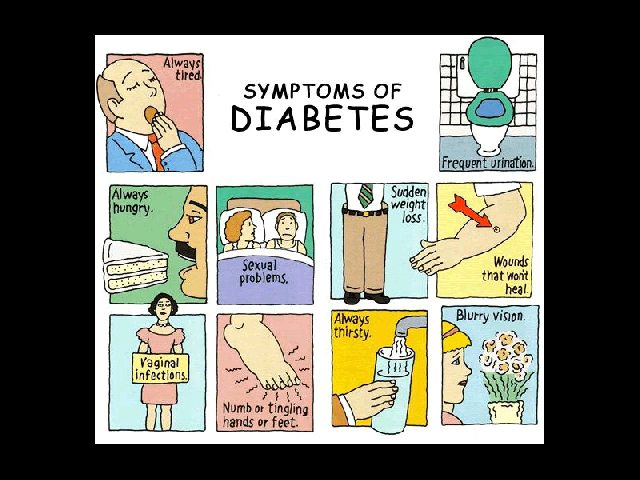 Always
tired.
SYMPTOMS OF
DIABETES
Frequent urination.
Always
hungry.
Sexual
problems.
Sudden
weight
loss.
Wounds
that won't
heal.
Vaginal
infections.
Numb or tingling
hands or feet.
Always
thirsty.
Blurry vision.